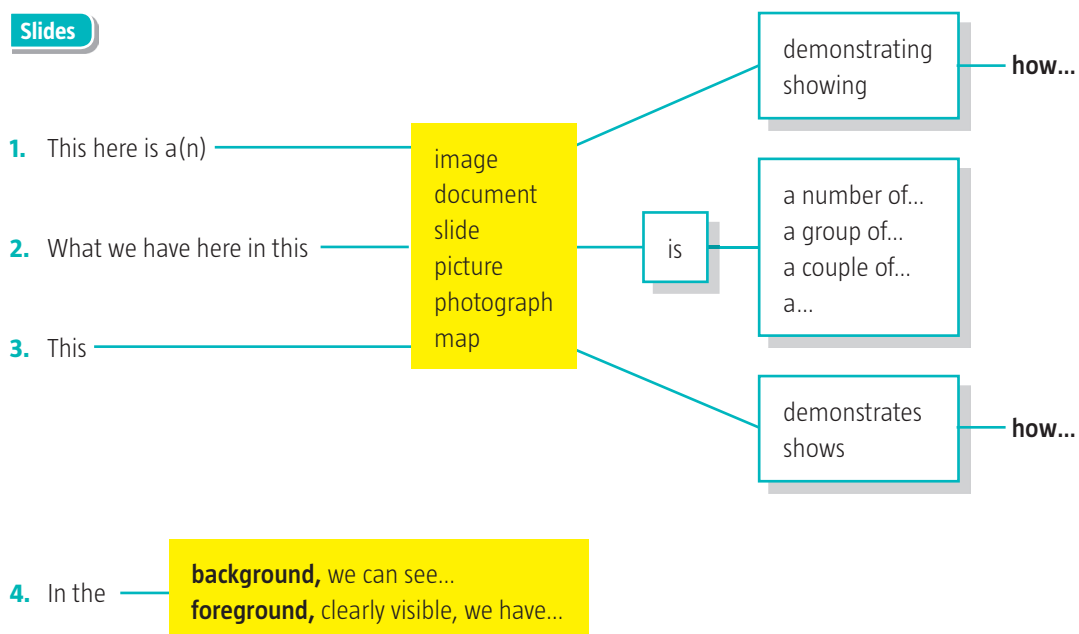 Slides
demonstrating
showing
how...
1. This here is a(n)
2. What we have here in this
3. This
image
document
slide
picture
photograph
map
is
a number of...
a group of...
a couple of...
a...
demonstrates
shows
how...
4. In the
background, we can see...
foreground, clearly visible, we have...